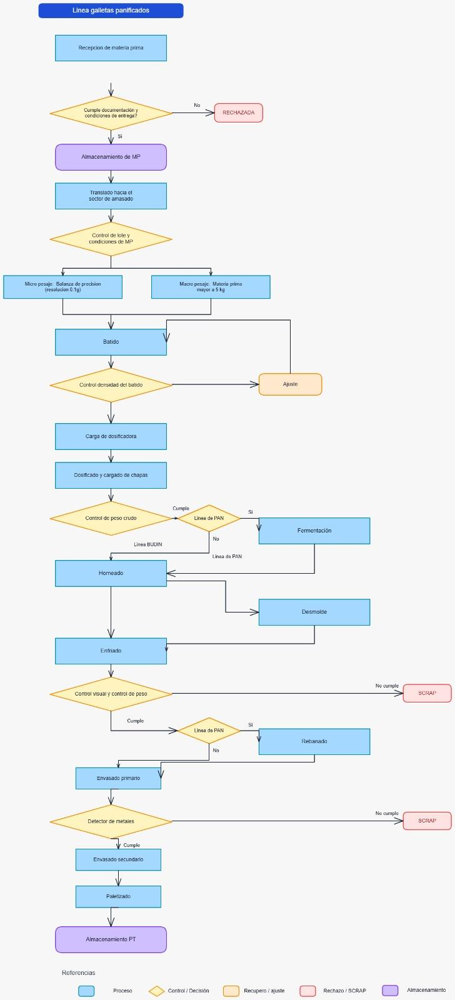 Linea galletas panificados
Recepcion de materia prima
Cumple documentación y
condiciones de entrega?
No
RECHAZADA
Si
Almacenamiento de MP
Translado hacia el
sector de amasado
Control de lote y
condiciones de MP
Micro pesaje: Balanza de precision
(resolucion 0.1g)
Macro pesaje: Materia prima
mayor a 5 kg
Batido
Control densidad del batido
Ajuste
Carga de dosificadora
Dosificado y cargado de chapas
Control de peso crudo
Cumple
Linea de PAN
Si
Fermentación
No
Linea BUDIN
Linea de PAN
Horneado
Desmolde
Enfriado
Control visual y control de peso
No cumple
SCRAP
Cumple
Linea de PAN
Si
Rebanado
No
Envasado primario
Detector de metales
No cumple
SCRAP
Cumple
Envasado secundario
Paletizado
Almacenamiento PT
Referencias
Proceso
Control / Decisión
Recupero / ajuste
Rechazo / SCRAP
Almacenamiento